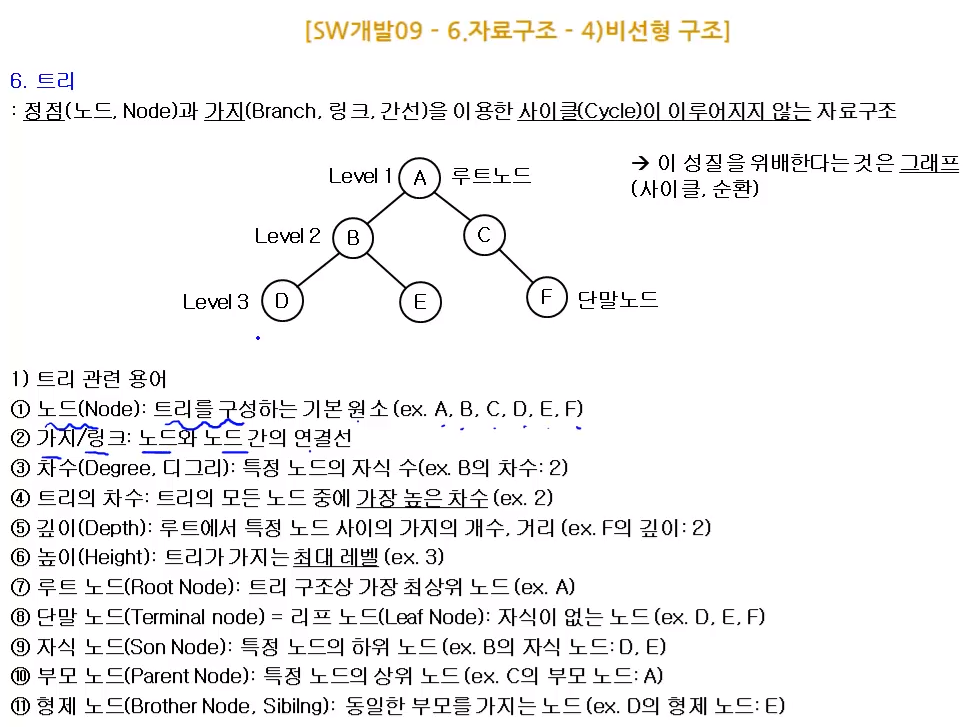 [SW개발09 - 6.자료구조 - 4)비선형 구조]
6. 트리
: 정점(노드, Node)과 가지(Branch, 링크, 간선)을 이용한 사이클(Cycle)이 이루어지지 않는 자료구조
→ 이 성질을 위배한다는 것은 그래프
(사이클, 순환)
Level 1 A 루트노드
Level 2 B C
Level 3 D E F 단말노드
1) 트리 관련 용어
① 노드(Node): 트리를 구성하는 기본 원소 (ex. A, B, C, D, E, F)
② 가지/링크: 노드와 노드 간의 연결선
③ 차수(Degree, 디그리): 특정 노드의 자식 수(ex. B의 차수: 2)
④ 트리의 차수: 트리의 모든 노드 중에 가장 높은 차수 (ex. 2)
⑤ 깊이(Depth): 루트에서 특정 노드 사이의 가지의 개수, 거리 (ex. F의 깊이: 2)
⑥ 높이(Height): 트리가 가지는 최대 레벨 (ex. 3)
⑦ 루트 노드(Root Node): 트리 구조상 가장 최상위 노드 (ex. A)
⑧ 단말 노드(Terminal node) = 리프 노드(Leaf Node): 자식이 없는 노드 (ex. D, E, F)
⑨ 자식 노드(Son Node): 특정 노드의 하위 노드 (ex. B의 자식 노드: D, E)
⑩ 부모 노드(Parent Node): 특정 노드의 상위 노드 (ex. C의 부모 노드: A)
⑪ 형제 노드(Brother Node, Sibilng): 동일한 부모를 가지는 노드 (ex. D의 형제 노드: E)